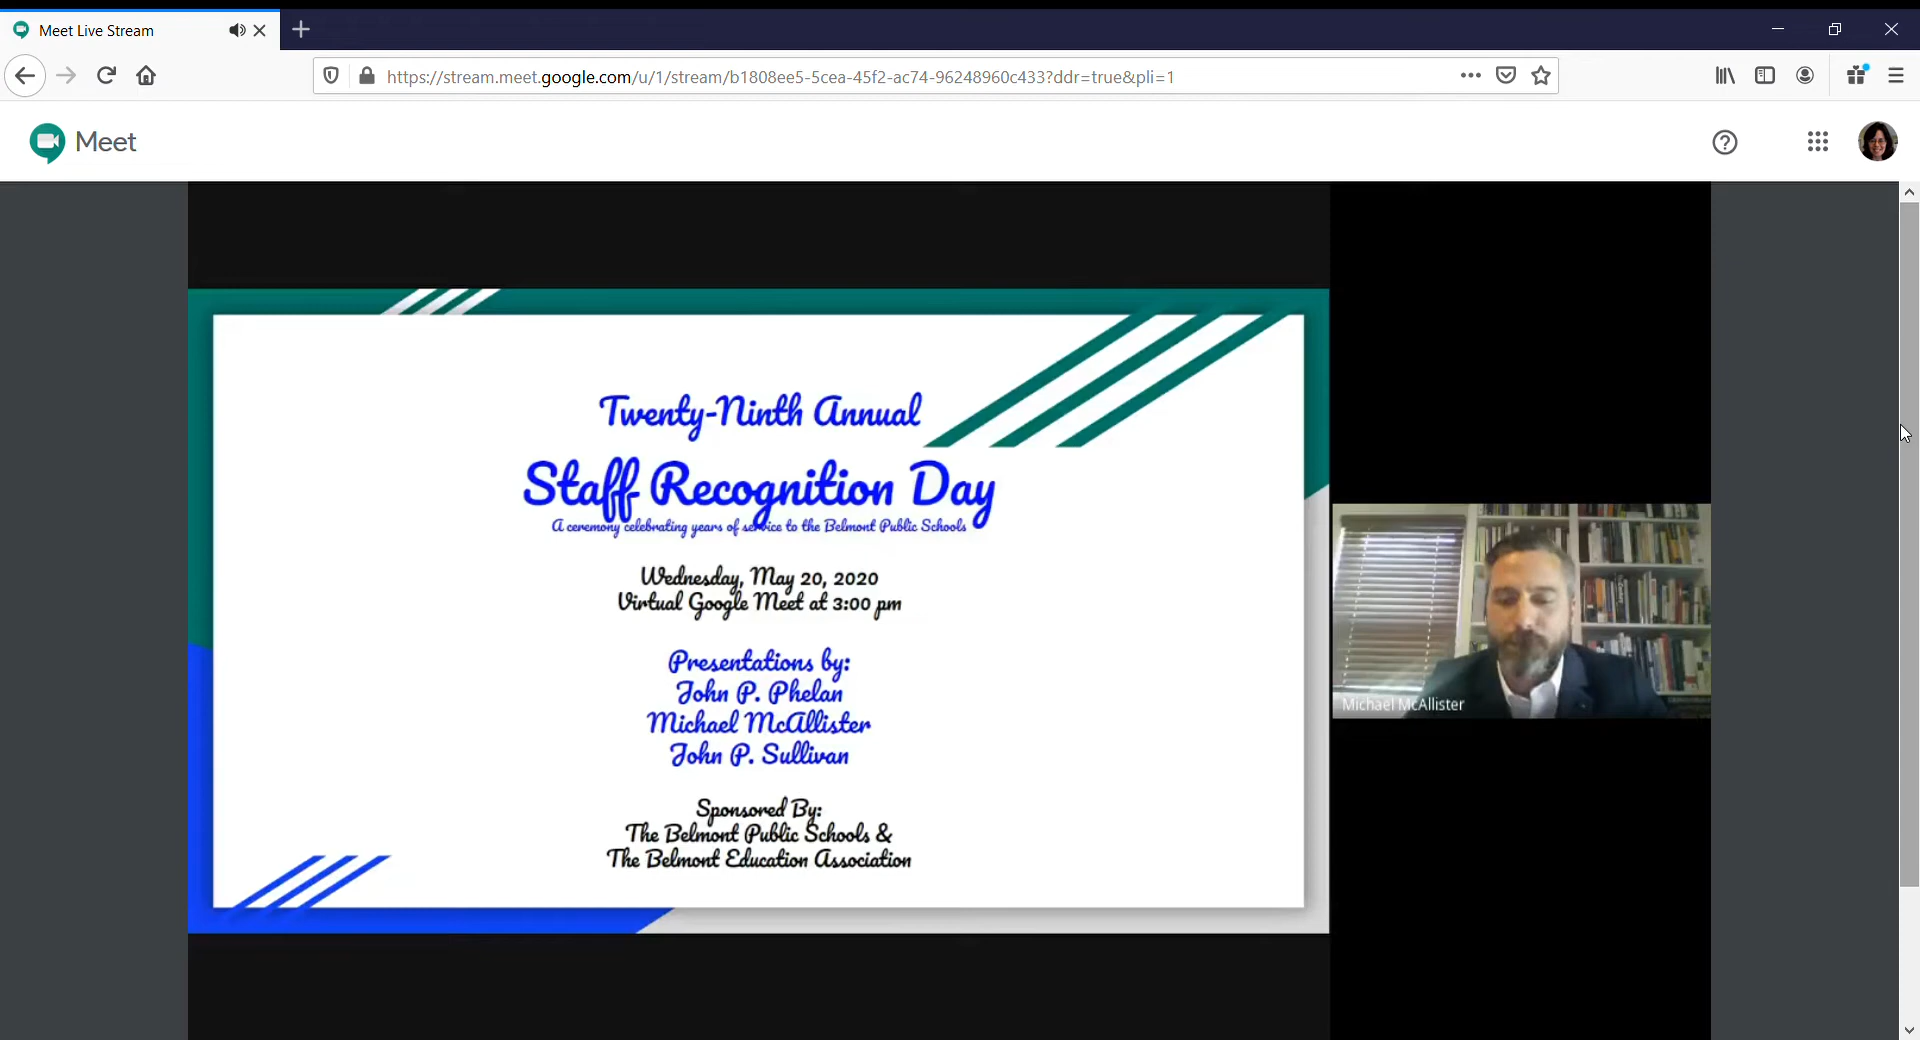 Meet Live Stream
https://stream.meet.google.com/u/1/stream/b1808ee5-5cea-45f2-ac74-96248960c433?ddr=true&pli=1
Meet
Twenty-Ninth Annual
Staff Recognition Day
A ceremony celebrating years of service to the Belmont Public Schools
Wednesday, May 20, 2020
Virtual Google Meet at 3:00 pm
Presentations by:
John P. Phelan
Michael McAllister
John P. Sullivan
Sponsored By:
The Belmont Public Schools &
The Belmont Education Association
Michael McAllister